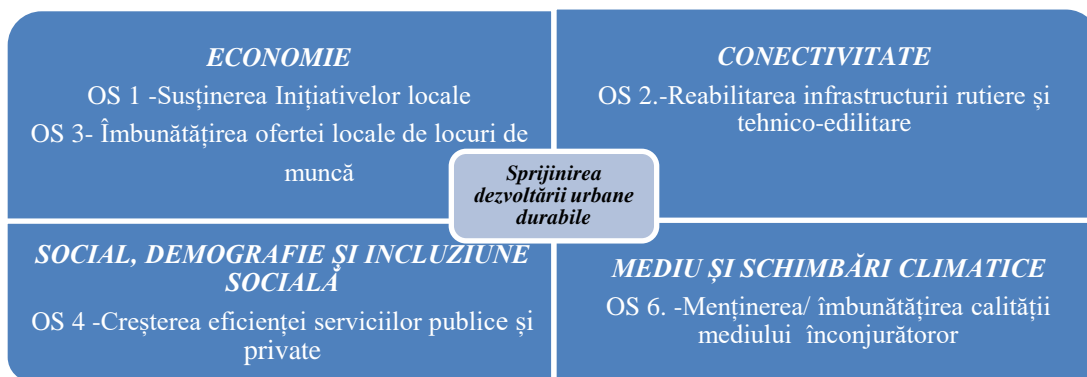 ECONOMIE
OS 1 -Susținerea Inițiativelor locale
OS 3- Îmbunătățirea ofertei locale de locuri de
muncă
CONECTIVITATE
OS 2.-Reabilitarea infrastructurii rutiere și
tehnico-edilitare
Sprijinirea
dezvoltării urbane
durabile
SOCIAL, DEMOGRAFIE ȘI INCLUZIUNE
SOCIALĂ
OS 4 -Creșterea eficienței serviciilor publice și
private
MEDIU ȘI SCHIMBĂRI CLIMATICE
OS 6. -Menținerea/ îmbunătățirea calității
mediului înconjurătoror